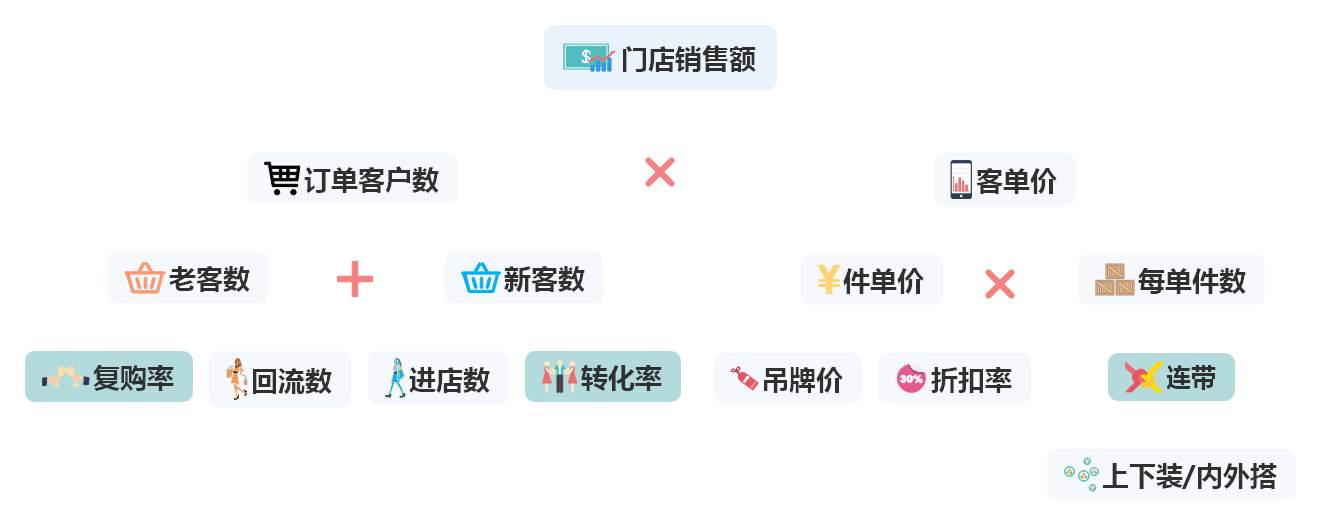 $ 门店销售额
订单客户数 × 客单价
老客数 + 新客数 ¥ 件单价 × 每单件数
复购率 回流数 进店数 转化率 吊牌价 30% 折扣率 连带
上下装/内外搭